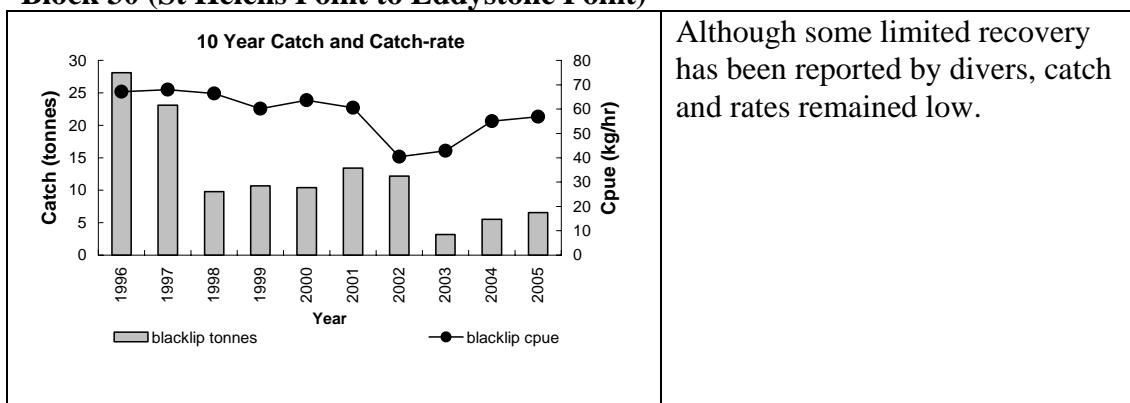 Block 30 (St Helens Point to Eddystone Point)
10 Year Catch and Catch-rate
30
25
20
15
10
5
0
Catch (tonnes)
80
70
60
50
40
30
20
10
0
Cpue (kg/hr)
1996
1997
1998
1999
2000
2001
2002
2003
2004
2005
Year
blacklip tonnes
blacklip cpue
Although some limited recovery
has been reported by divers, catch
and rates remained low.